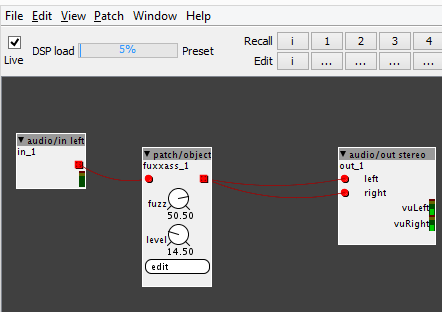 File Edit View Patch Window Help
Live
DSP load 5% Preset
Recall i 1 2 3 4
Edit i ... ... ... ...
▼audio/in left
in_1
▼patch/object
fuxxass_1
fuzz
50.50
level
14.50
edit
▼audio/out stereo
out_1
left
right
vuLeft
vuRight